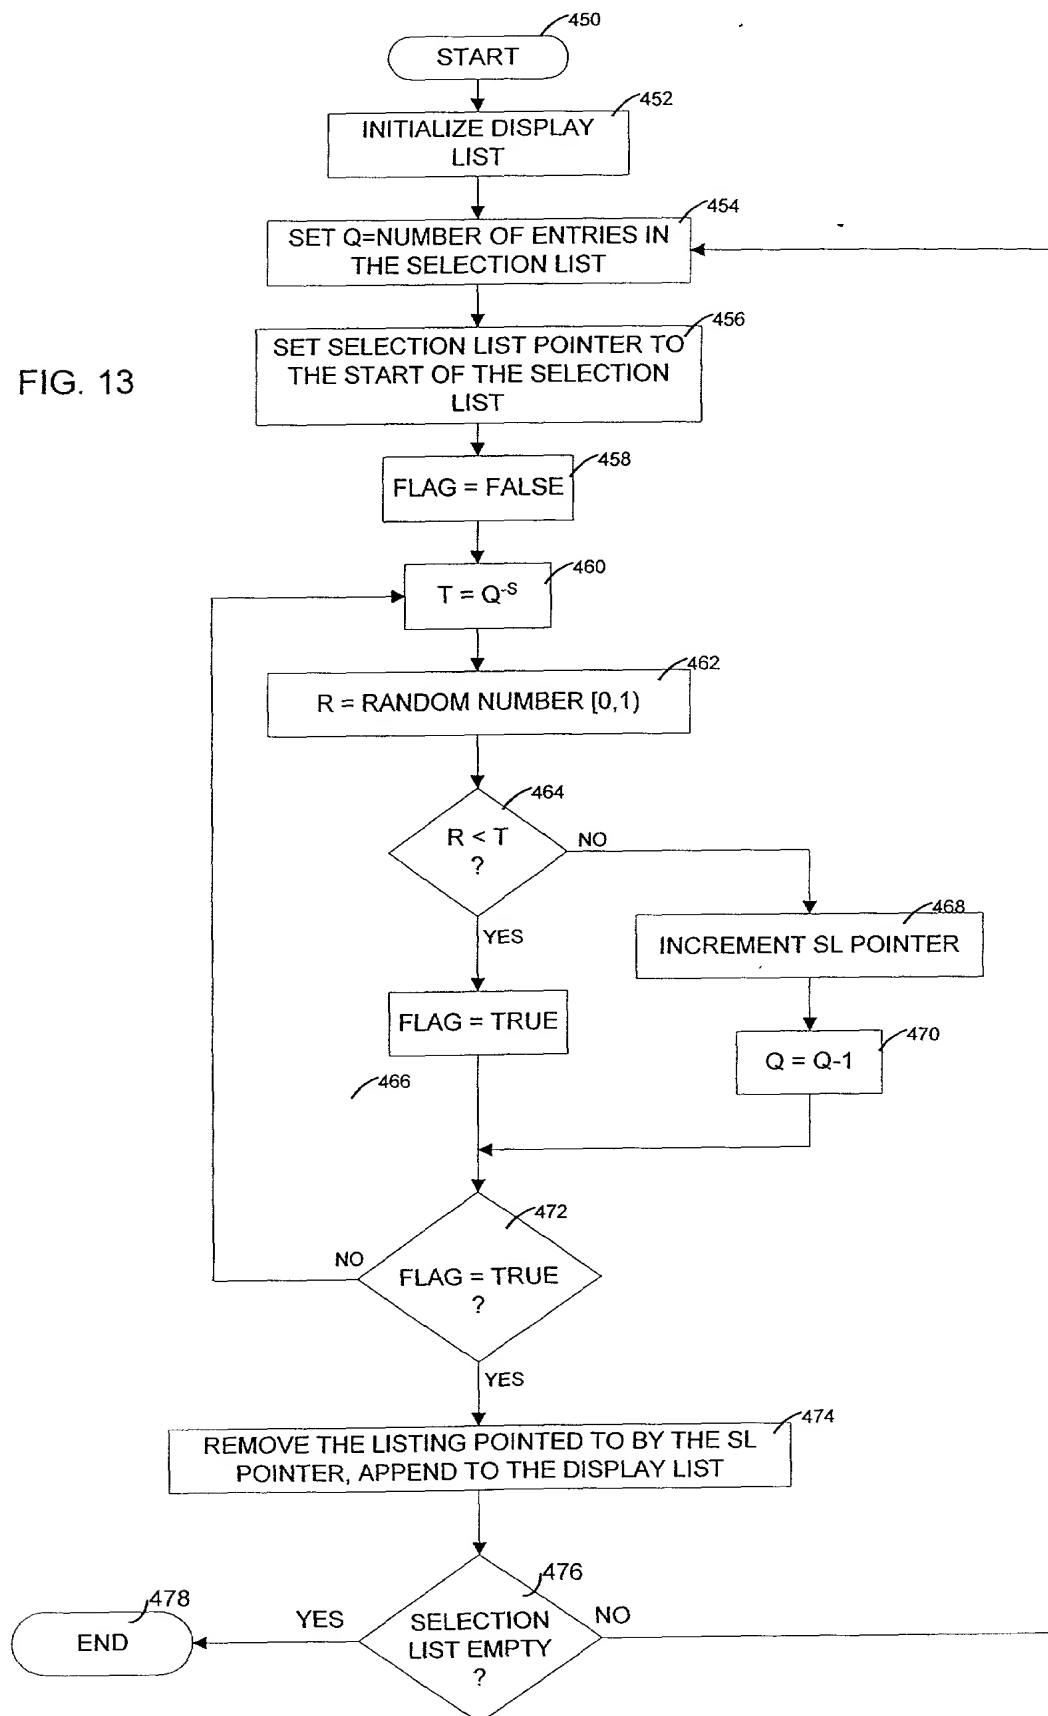 450
START
452
INITIALIZE DISPLAY
LIST
454
SET Q=NUMBER OF ENTRIES IN
THE SELECTION LIST
456
SET SELECTION LIST POINTER TO
THE START OF THE SELECTION
LIST
FIG. 13
458
FLAG = FALSE
460
T = Q-S
462
R = RANDOM NUMBER [0,1)
464
R < T
?
NO
YES
468
INCREMENT SL POINTER
FLAG = TRUE
470
Q = Q-1
466
472
NO
FLAG = TRUE
?
YES
474
REMOVE THE LISTING POINTED TO BY THE SL
POINTER, APPEND TO THE DISPLAY LIST
476
478
YES
NO
END
SELECTION
LIST EMPTY
?